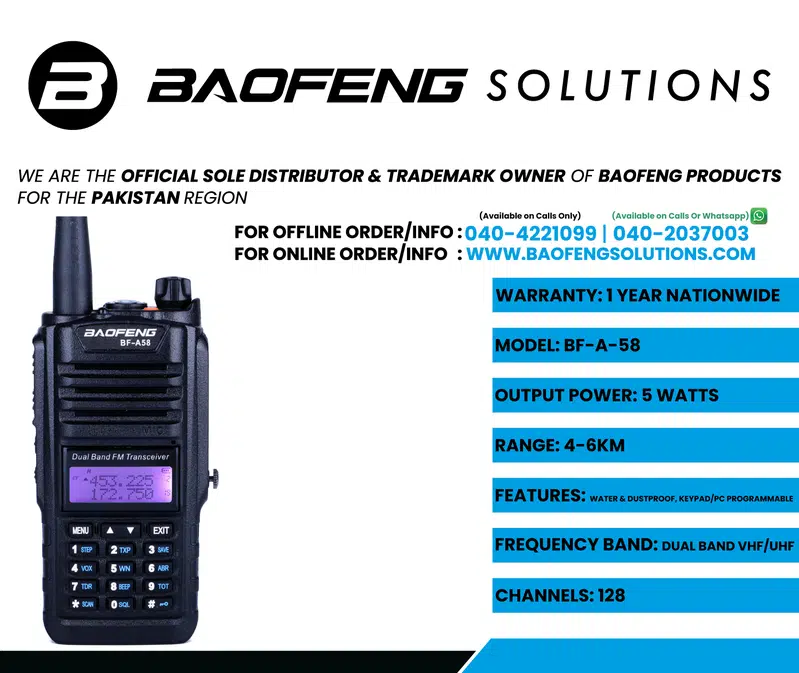 B BAOFENG SOLUTIONS
WE ARE THE OFFICIAL SOLE DISTRIBUTOR & TRADEMARK OWNER OF BAOFENG PRODUCTS
FOR THE PAKISTAN REGION
(Available on Calls Only) (Available on Calls Or Whatsapp)
FOR OFFLINE ORDER/INFO : 040-4221099 | 040-2037003
FOR ONLINE ORDER/INFO : WWW.BAOFENGSOLUTIONS.COM
WARRANTY: 1 YEAR NATIONWIDE
MODEL: BF-A-58
OUTPUT POWER: 5 WATTS
RANGE: 4-6KM
FEATURES: WATER & DUSTPROOF, KEYPAD/PC PROGRAMMABLE
FREQUENCY BAND: DUAL BAND VHF/UHF
CHANNELS: 128
BAOFENG
BF-A58
MIC
Dual Band FM Transceiver
453.225
172.750
MENU ▲ ▼ EXIT
1 STEP 2 TXP 3 SAVE
4 VOX 5 WN 6 ABR
7 TDR 8 BEEP 9 TOT
* SCAN 0 SQL #